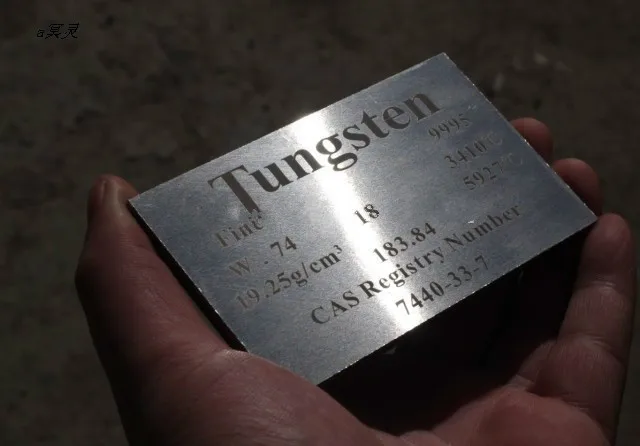 a冥灵
Tungsten
Fine 9995
W - 74 18 3410°C
19.25g/cm³ 183.84 5927°C
CAS Registry Number
7440-33-7